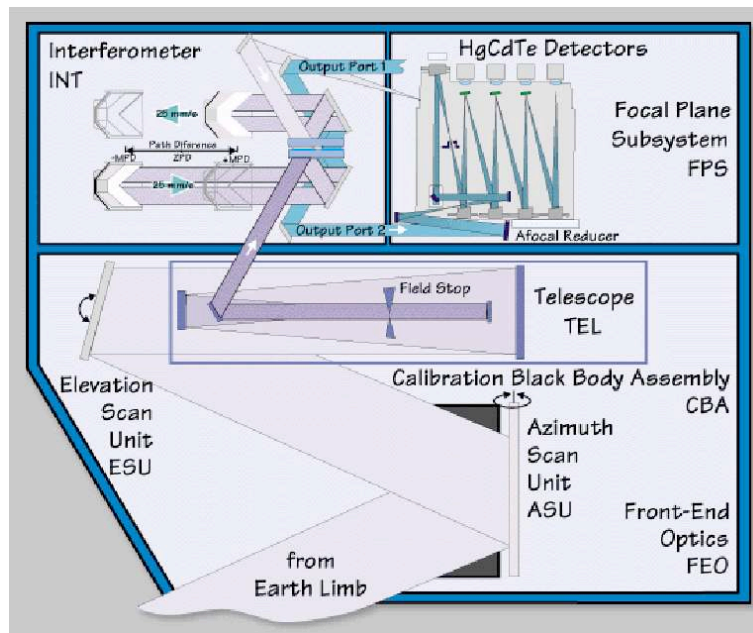 Interferometer
INT
Output Port 1
HgCdTe Detectors
25 mm/s
Path Difference
-MPD ZPD +MPD
25 mm/s
Focal Plane
Subsystem
FPS
Output Port 2
Afocal Reducer
Field Stop
Telescope
TEL
Elevation
Scan
Unit
ESU
Calibration Black Body Assembly
CBA
Azimuth
Scan
Unit
ASU
Front-End
Optics
FEO
from
Earth Limb